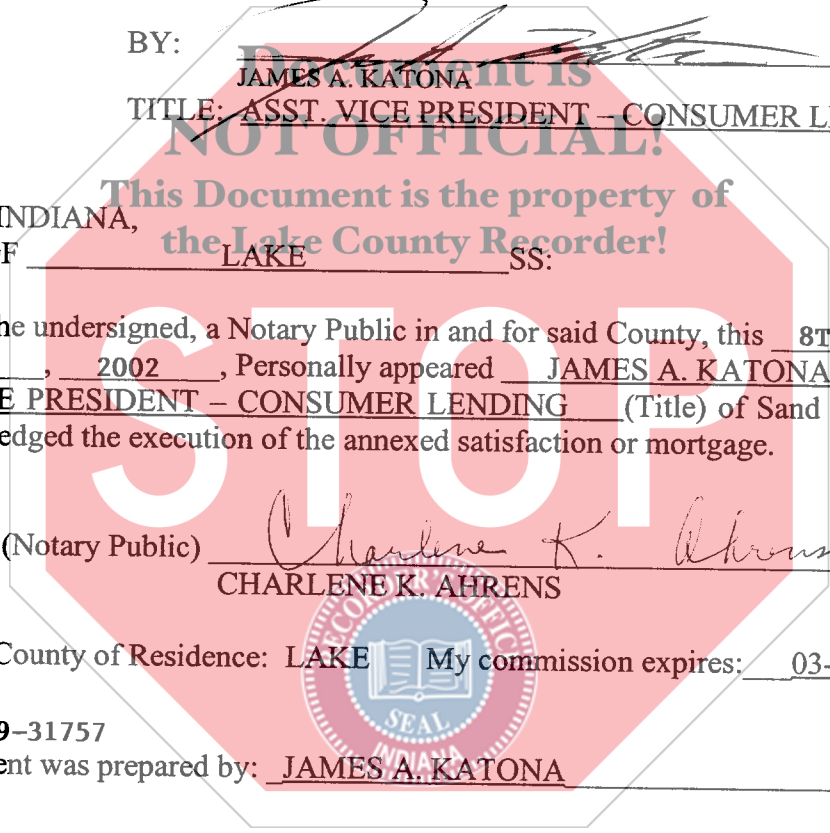 BY:
JAMES A. KATONA
TITLE: ASST. VICE PRESIDENT – CONSUMER LE
Document is
NOT OFFICIAL!
This Document is the property of
the Lake County Recorder!
INDIANA,
F LAKE SS:
STOP
he undersigned, a Notary Public in and for said County, this 8T
, 2002, Personally appeared JAMES A. KATONA
E PRESIDENT – CONSUMER LENDING (Title) of Sand
edged the execution of the annexed satisfaction or mortgage.
(Notary Public) Charlene K. Ahrens
CHARLENE K. AHRENS
RECORDER'S OFFICE
County of Residence: LAKE My commission expires: 03-
SEAL
INDIANA
9-31757
ent was prepared by: JAMES A. KATONA